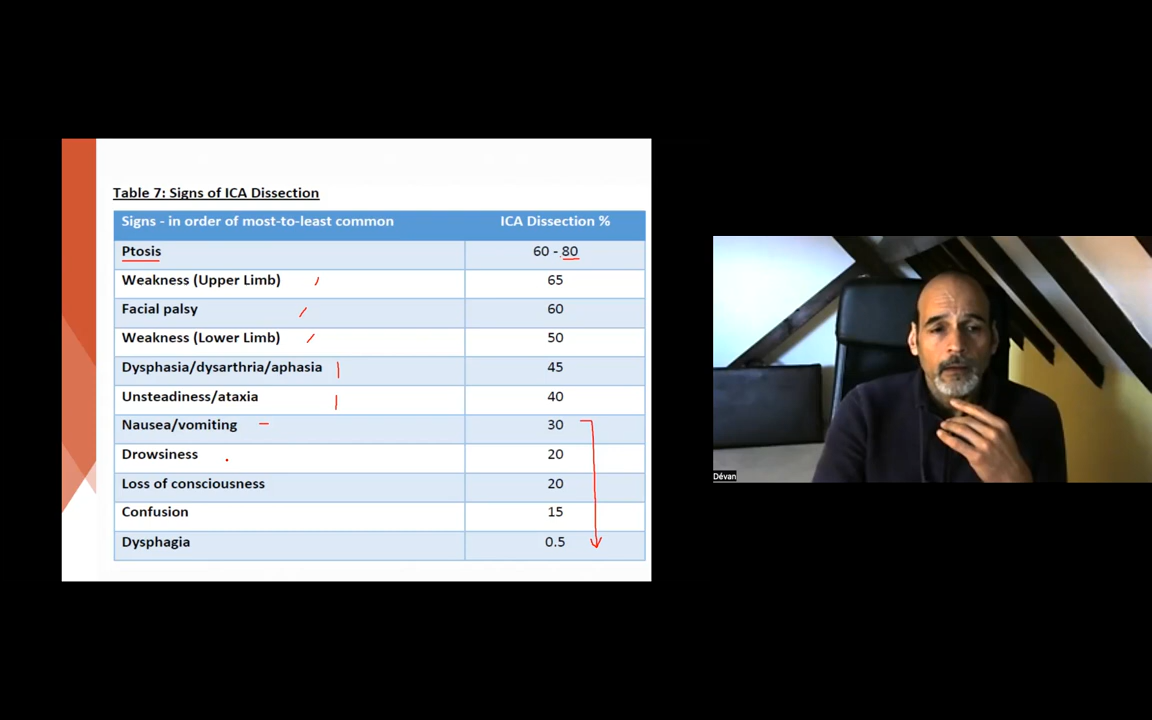 Table 7: Signs of ICA Dissection
Signs - in order of most-to-least common ICA Dissection %
Ptosis 60 - 80
Weakness (Upper Limb) 65
Facial palsy 60
Weakness (Lower Limb) 50
Dysphasia/dysarthria/aphasia 45
Unsteadiness/ataxia 40
Nausea/vomiting 30
Drowsiness 20
Loss of consciousness 20
Confusion 15
Dysphagia 0.5
Dévan